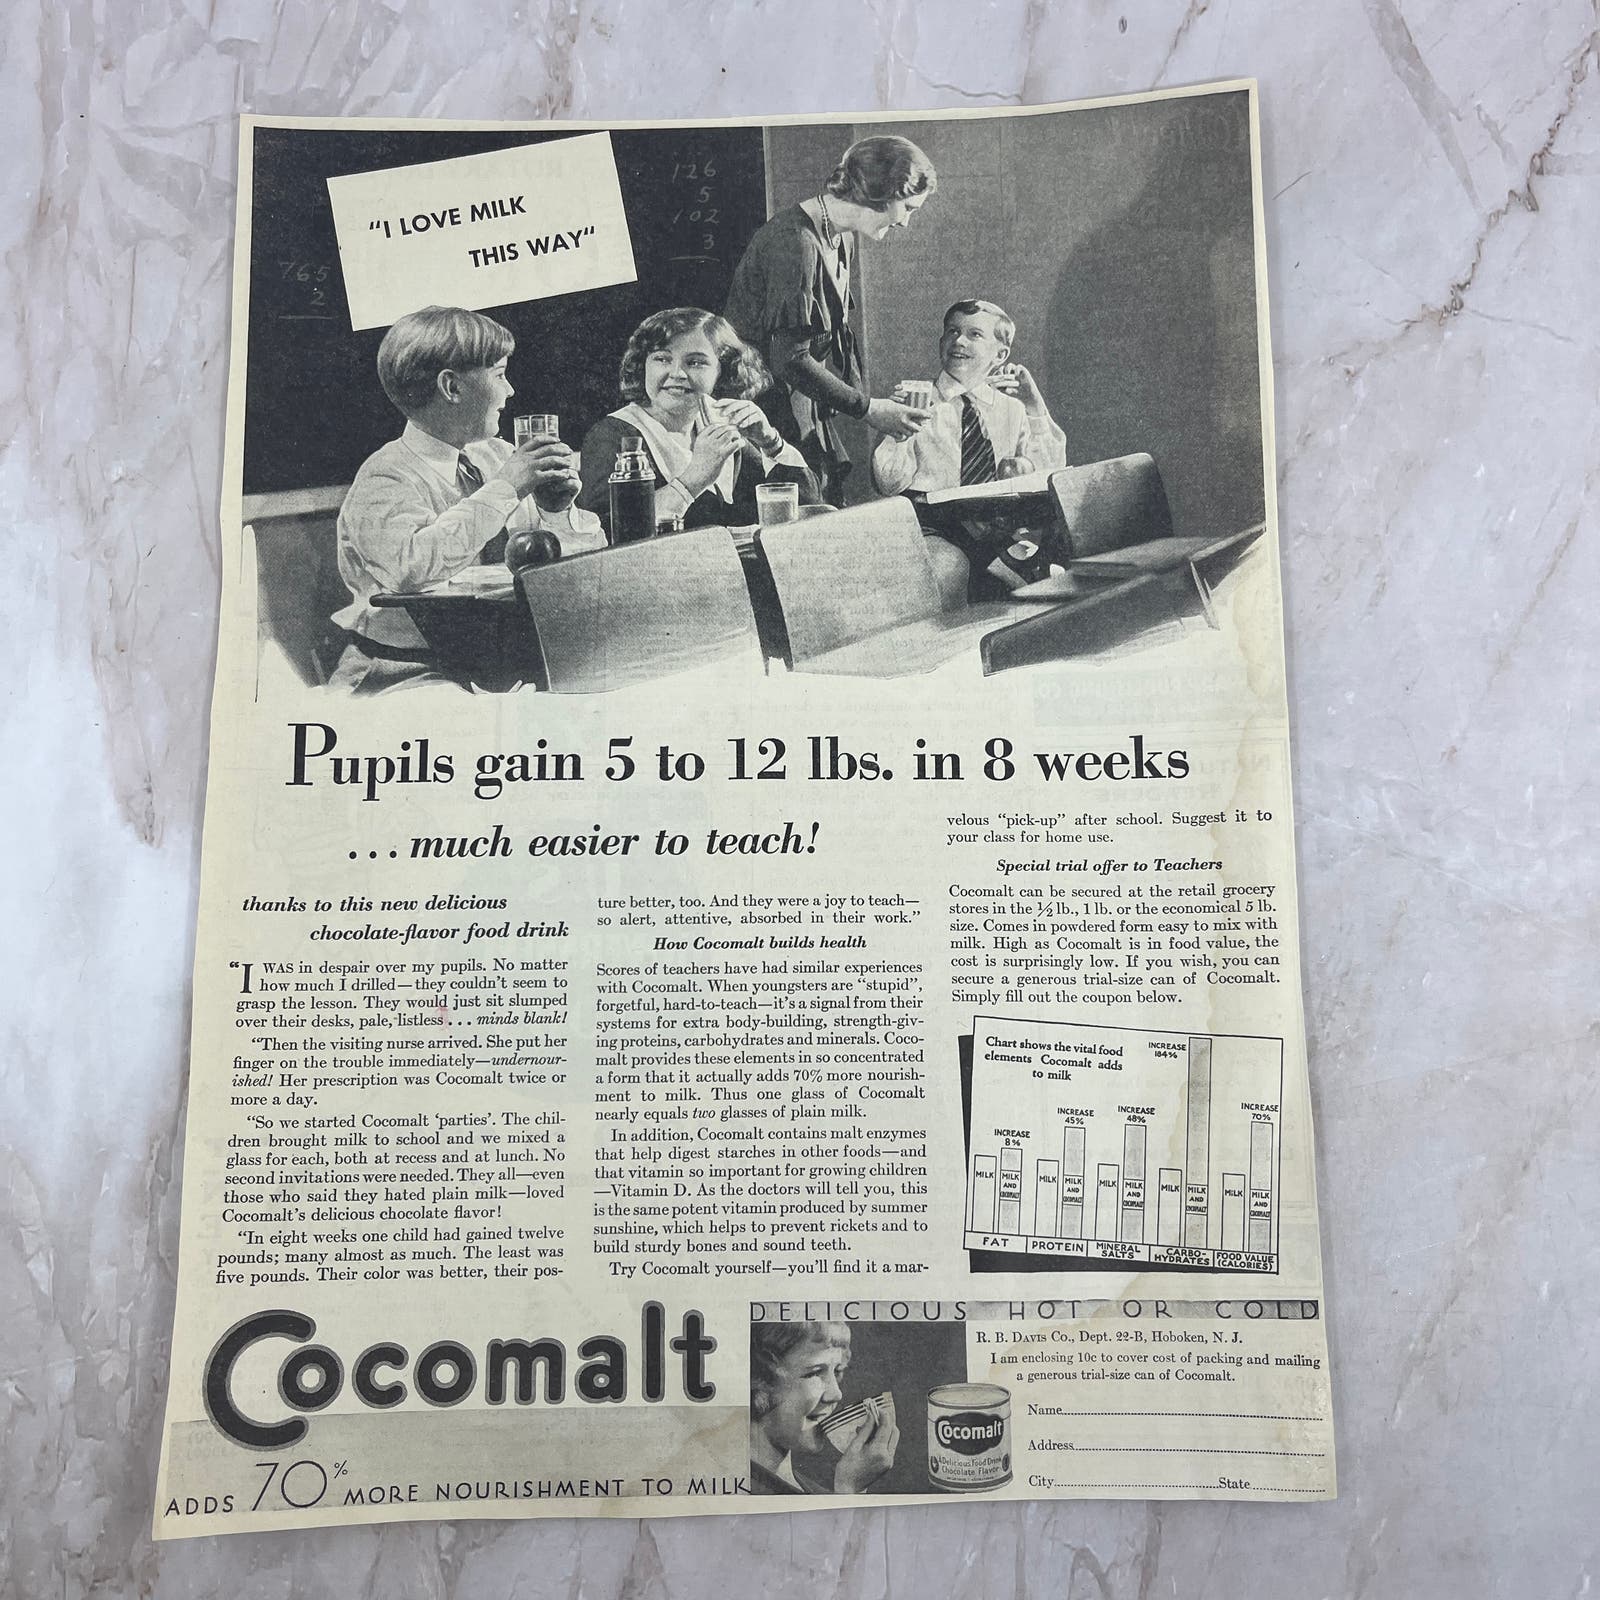 "I LOVE MILK
THIS WAY"
126
5
102
3
765
2
Pupils gain 5 to 12 lbs. in 8 weeks
... much easier to teach!
thanks to this new delicious
chocolate-flavor food drink
"I WAS in despair over my pupils. No matter
how much I drilled—they couldn't seem to
grasp the lesson. They would just sit slumped
over their desks, pale, listless ... minds blank!
"Then the visiting nurse arrived. She put her
finger on the trouble immediately—undernour-
ished! Her prescription was Cocomalt twice or
more a day.
"So we started Cocomalt 'parties'. The chil-
dren brought milk to school and we mixed a
glass for each, both at recess and at lunch. No
second invitations were needed. They all—even
those who said they hated plain milk—loved
Cocomalt's delicious chocolate flavor!
"In eight weeks one child had gained twelve
pounds; many almost as much. The least was
five pounds. Their color was better, their pos-
ture better, too. And they were a joy to teach—
so alert, attentive, absorbed in their work."
How Cocomalt builds health
Scores of teachers have had similar experiences
with Cocomalt. When youngsters are "stupid",
forgetful, hard-to-teach—it's a signal from their
systems for extra body-building, strength-giv-
ing proteins, carbohydrates and minerals. Coco-
malt provides these elements in so concentrated
a form that it actually adds 70% more nourish-
ment to milk. Thus one glass of Cocomalt
nearly equals two glasses of plain milk.
In addition, Cocomalt contains malt enzymes
that help digest starches in other foods—and
that vitamin so important for growing children
—Vitamin D. As the doctors will tell you, this
is the same potent vitamin produced by summer
sunshine, which helps to prevent rickets and to
build sturdy bones and sound teeth.
Try Cocomalt yourself—you'll find it a mar-
velous "pick-up" after school. Suggest it to
your class for home use.
Special trial offer to Teachers
Cocomalt can be secured at the retail grocery
stores in the ½ lb., 1 lb. or the economical 5 lb.
size. Comes in powdered form easy to mix with
milk. High as Cocomalt is in food value, the
cost is surprisingly low. If you wish, you can
secure a generous trial-size can of Cocomalt.
Simply fill out the coupon below.
Chart shows the vital food
elements Cocomalt adds
to milk
INCREASE
8%
INCREASE
45%
INCREASE
48%
INCREASE
184%
INCREASE
70%
MILK
MILK
AND
COCOMALT
MILK
MILK
AND
COCOMALT
MILK
MILK
AND
COCOMALT
MILK
MILK
AND
COCOMALT
MILK
MILK
AND
COCOMALT
FAT
PROTEIN
MINERAL
SALTS
CARBO-
HYDRATES
FOOD VALUE
(CALORIES)
Cocomalt
ADDS 70% MORE NOURISHMENT TO MILK
DELICIOUS HOT OR COLD
Cocomalt
A Delicious Food Drink
Chocolate Flavor
R. B. DAVIS Co., Dept. 22-B, Hoboken, N. J.
I am enclosing 10c to cover cost of packing and mailing
a generous trial-size can of Cocomalt.
Name
Address
City State